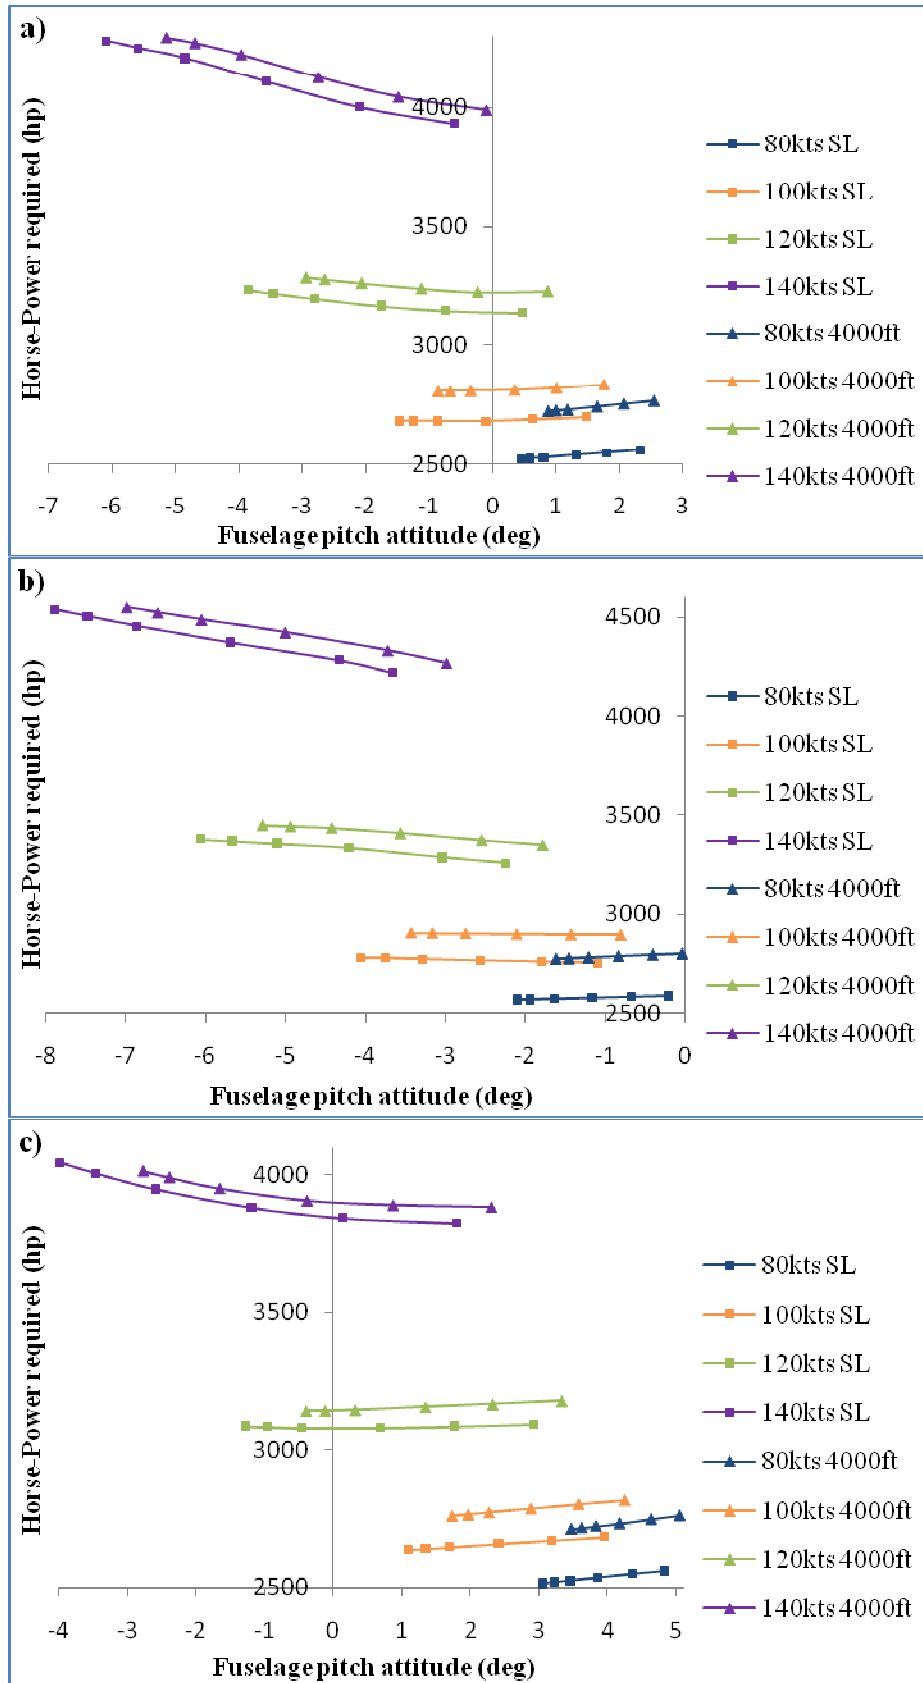 a)
Horse-Power required (hp)
4000
3500
3000
2500
-7 -6 -5 -4 -3 -2 -1 0 1 2 3
Fuselage pitch attitude (deg)
80kts SL
100kts SL
120kts SL
140kts SL
80kts 4000ft
100kts 4000ft
120kts 4000ft
140kts 4000ft
b)
Horse-Power required (hp)
4500
4000
3500
3000
2500
-8 -7 -6 -5 -4 -3 -2 -1 0
Fuselage pitch attitude (deg)
80kts SL
100kts SL
120kts SL
140kts SL
80kts 4000ft
100kts 4000ft
120kts 4000ft
140kts 4000ft
c)
Horse-Power required (hp)
4000
3500
3000
2500
-4 -3 -2 -1 0 1 2 3 4 5
Fuselage pitch attitude (deg)
80kts SL
100kts SL
120kts SL
140kts SL
80kts 4000ft
100kts 4000ft
120kts 4000ft
140kts 4000ft